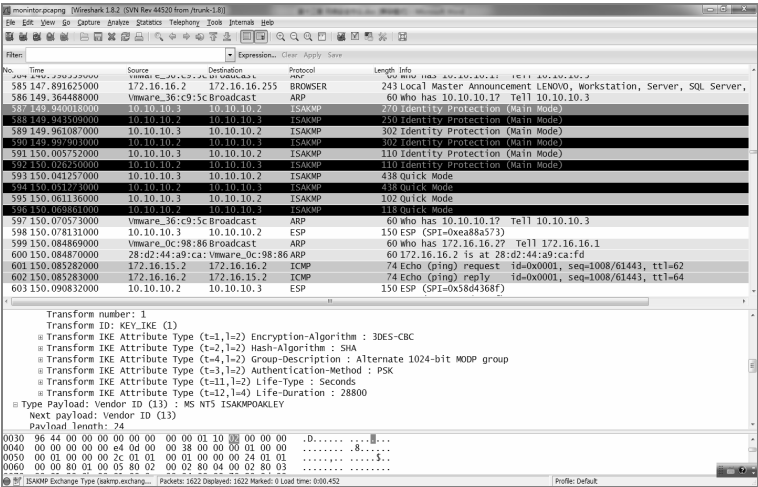 monintor.pcapng [Wireshark 1.8.2 (SVN Rev 44520 from /trunk-1.8)]
File Edit View Go Capture Analyze Statistics Telephony Tools Internals Help
Filter: Expression... Clear Apply Save
No. Time Source Destination Protocol Length Info
584 148.598559000 Vmware_36:c9:5c Broadcast ARP 60 Who has 10.10.10.1? Tell 10.10.10.3
585 147.891625000 172.16.16.2 172.16.16.255 BROWSER 243 Local Master Announcement LENOVO, Workstation, Server, SQL Server,
586 149.364488000 Vmware_36:c9:5c Broadcast ARP 60 Who has 10.10.10.1? Tell 10.10.10.3
587 149.940018000 10.10.10.3 10.10.10.2 ISAKMP 270 Identity Protection (Main Mode)
588 149.943509000 10.10.10.2 10.10.10.3 ISAKMP 250 Identity Protection (Main Mode)
589 149.961087000 10.10.10.3 10.10.10.2 ISAKMP 302 Identity Protection (Main Mode)
590 149.997903000 10.10.10.2 10.10.10.3 ISAKMP 302 Identity Protection (Main Mode)
591 150.005752000 10.10.10.3 10.10.10.2 ISAKMP 110 Identity Protection (Main Mode)
592 150.026250000 10.10.10.2 10.10.10.3 ISAKMP 110 Identity Protection (Main Mode)
593 150.041257000 10.10.10.3 10.10.10.2 ISAKMP 438 Quick Mode
594 150.051273000 10.10.10.2 10.10.10.3 ISAKMP 438 Quick Mode
595 150.061136000 10.10.10.3 10.10.10.2 ISAKMP 102 Quick Mode
596 150.069861000 10.10.10.2 10.10.10.3 ISAKMP 118 Quick Mode
597 150.070573000 Vmware_36:c9:5c Broadcast ARP 60 Who has 10.10.10.1? Tell 10.10.10.3
598 150.078131000 10.10.10.3 10.10.10.2 ESP 150 ESP (SPI=0xea88a573)
599 150.084869000 Vmware_0c:98:86 Broadcast ARP 60 Who has 172.16.16.2? Tell 172.16.16.1
600 150.084870000 28:d2:44:a9:ca: Vmware_0c:98:86 ARP 60 172.16.16.2 is at 28:d2:44:a9:ca:fd
601 150.085282000 172.16.15.2 172.16.16.2 ICMP 74 Echo (ping) request id=0x0001, seq=1008/61443, ttl=62
602 150.085283000 172.16.16.2 172.16.15.2 ICMP 74 Echo (ping) reply id=0x0001, seq=1008/61443, ttl=64
603 150.090832000 10.10.10.2 10.10.10.3 ESP 150 ESP (SPI=0x58d4368f)
Transform number: 1
Transform ID: KEY_IKE (1)
Transform IKE Attribute Type (t=1,l=2) Encryption-Algorithm : 3DES-CBC
Transform IKE Attribute Type (t=2,l=2) Hash-Algorithm : SHA
Transform IKE Attribute Type (t=4,l=2) Group-Description : Alternate 1024-bit MODP group
Transform IKE Attribute Type (t=3,l=2) Authentication-Method : PSK
Transform IKE Attribute Type (t=11,l=2) Life-Type : Seconds
Transform IKE Attribute Type (t=12,l=4) Life-Duration : 28800
Type Payload: Vendor ID (13) : MS NT5 ISAKMPOAKLEY
Next payload: Vendor ID (13)
Payload length: 24
0030 96 44 00 00 00 00 00 00 00 00 01 10 02 00 00 00 .D...... ........
0040 00 00 00 00 e4 0d 00 00 38 00 00 00 01 00 00 00 ........ 8.......
0050 00 01 00 00 00 2c 01 01 00 01 00 00 00 24 01 01 .....,.. .....$..
0060 00 00 80 01 00 05 80 02 00 02 80 04 00 02 80 03 ........ ........
ISAKMP Exchange Type (isakmp.exchang... Packets: 1622 Displayed: 1622 Marked: 0 Load time: 0:00.452 Profile: Default